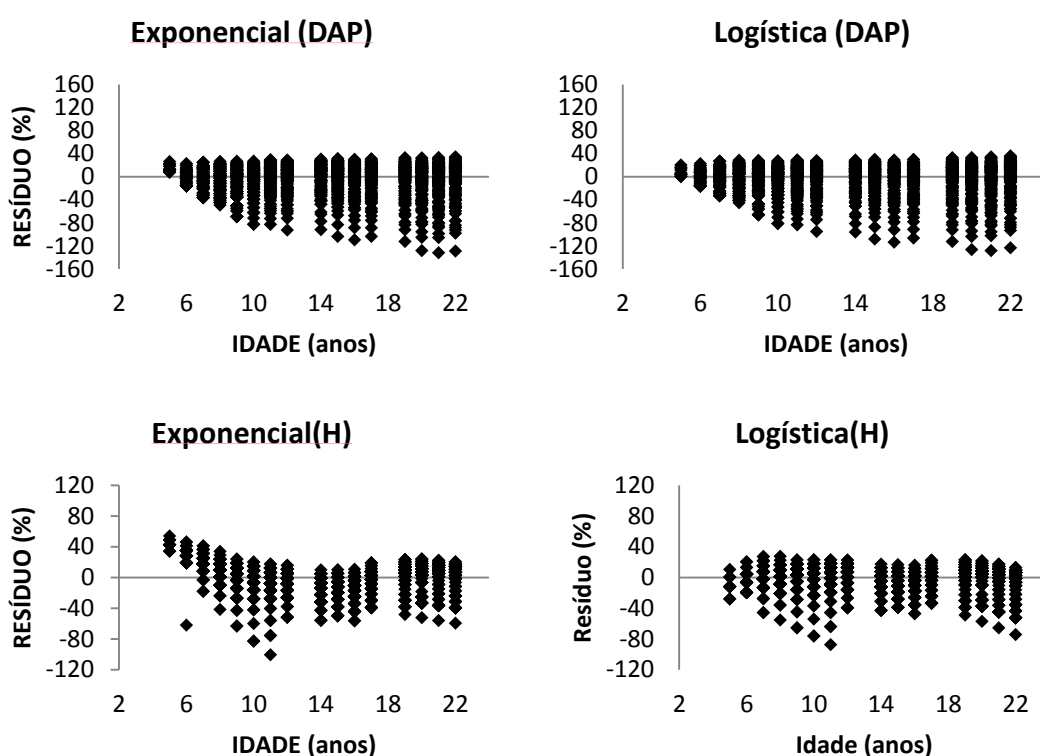 Exponencial (DAP)
160
120
80
40
0
-40
-80
-120
-160
RESÍDUO (%)
2 6 10 14 18 22
IDADE (anos)
Logística (DAP)
160
120
80
40
0
-40
-80
-120
-160
2 6 10 14 18 22
IDADE (anos)
Exponencial(H)
120
80
40
0
-40
-80
-120
RESÍDUO (%)
2 6 10 14 18 22
IDADE (anos)
Logística(H)
120
80
40
0
-40
-80
-120
Resíduo (%)
2 6 10 14 18 22
Idade (anos)